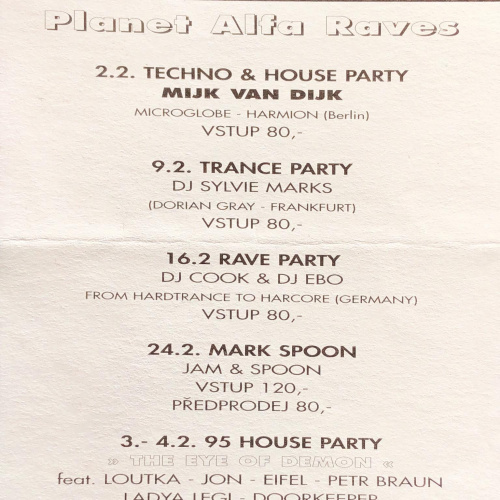 Planet Alfa Raves
2.2. TECHNO & HOUSE PARTY
MIJK VAN DIJK
MICROGLOBE - HARMION (Berlin)
VSTUP 80,-
9.2. TRANCE PARTY
DJ SYLVIE MARKS
(DORIAN GRAY - FRANKFURT)
VSTUP 80,-
16.2 RAVE PARTY
DJ COOK & DJ EBO
FROM HARDTRANCE TO HARCORE (GERMANY)
VSTUP 80,-
24.2. MARK SPOON
JAM & SPOON
VSTUP 120,-
PŘEDPRODEJ 80,-
3.- 4.2. 95 HOUSE PARTY
» THE EYE OF DEMON «
feat. LOUTKA - JON - EIFEL - PETR BRAUN
LADYA LEGI - DOORKEEPER